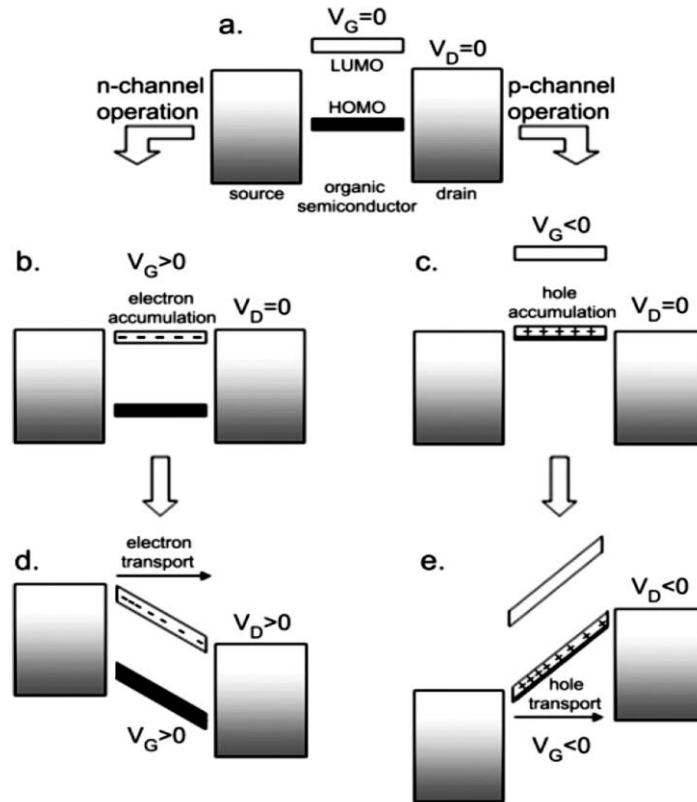 a.
V_G=0
LUMO
V_D=0
n-channel
operation
HOMO
p-channel
operation
source
organic
semiconductor
drain
b.
V_G>0
electron
accumulation
V_D=0
- - - - -
c.
V_G<0
hole
accumulation
V_D=0
+ + + + +
d.
electron
transport
V_D>0
V_G>0
e.
V_D<0
hole
transport
V_G<0